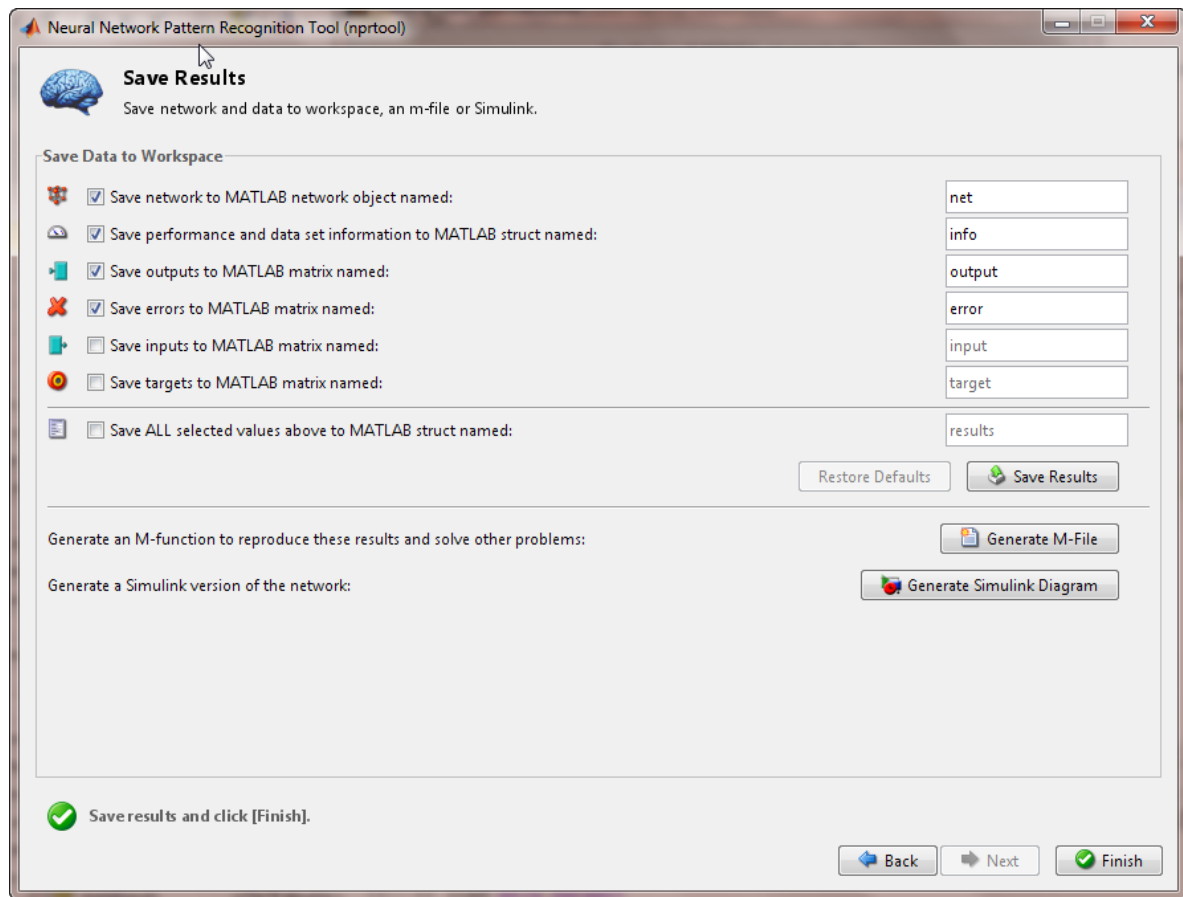 Neural Network Pattern Recognition Tool (nprtool)
Save Results
Save network and data to workspace, an m-file or Simulink.
Save Data to Workspace
Save network to MATLAB network object named: net
Save performance and data set information to MATLAB struct named: info
Save outputs to MATLAB matrix named: output
Save errors to MATLAB matrix named: error
Save inputs to MATLAB matrix named: input
Save targets to MATLAB matrix named: target
Save ALL selected values above to MATLAB struct named: results
Restore Defaults Save Results
Generate an M-function to reproduce these results and solve other problems: Generate M-File
Generate a Simulink version of the network: Generate Simulink Diagram
Save results and click [Finish].
Back Next Finish